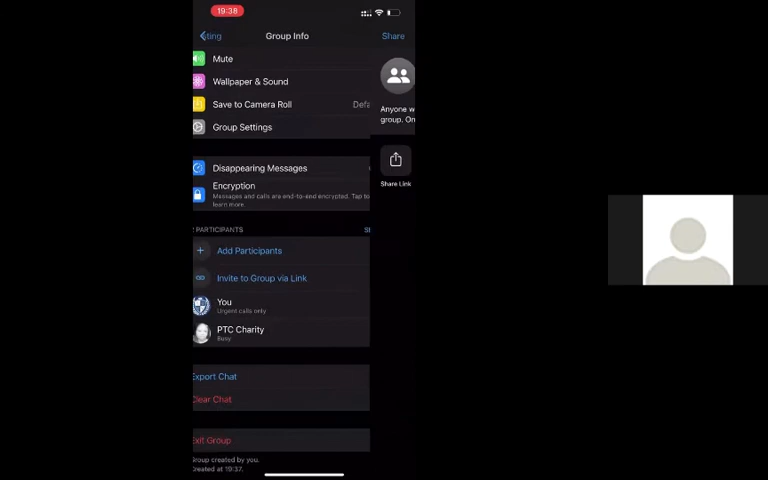 19:38
ting Group Info Share
Mute
Wallpaper & Sound
Save to Camera Roll Defa
Group Settings
Anyone w
group. On
Share Link
Disappearing Messages
Encryption
Messages and calls are end-to-end encrypted. Tap to
learn more.
PARTICIPANTS
Add Participants
Invite to Group via Link
You
Urgent calls only
PTC Charity
Busy
Export Chat
Clear Chat
Exit Group
Group created by you.
Created at 19:37.